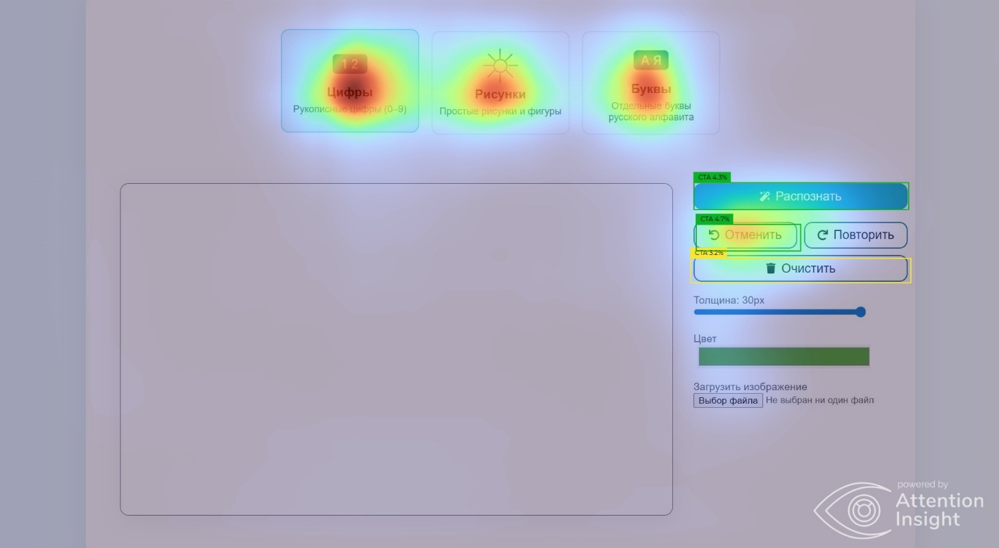 1 2
Цифры
Рукописные цифры (0–9)
Рисунки
Простые рисунки и фигуры
А Я
Буквы
Отдельные буквы
русского алфавита
CTA 4.3%
Распознать
CTA 4.7%
Отменить
Повторить
CTA 3.2%
Очистить
Толщина: 30px
Цвет
Загрузить изображение
Выбор файла Не выбран ни один файл
powered by
Attention
Insight